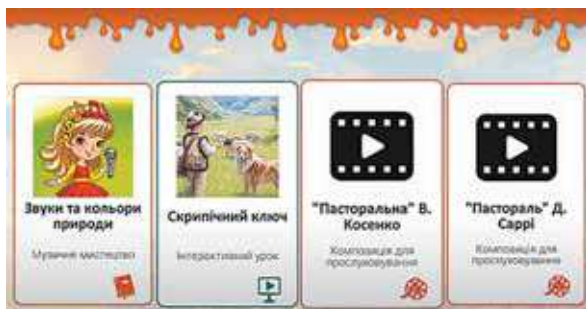 Звуки та кольори
природи
Музичне мистецтво
Скрипічний ключ
Інтерактивний урок
"Пасторальна" В.
Косенко
Композиція для
прослуховування
"Пастораль" Д.
Саррі
Композиція для
прослуховування